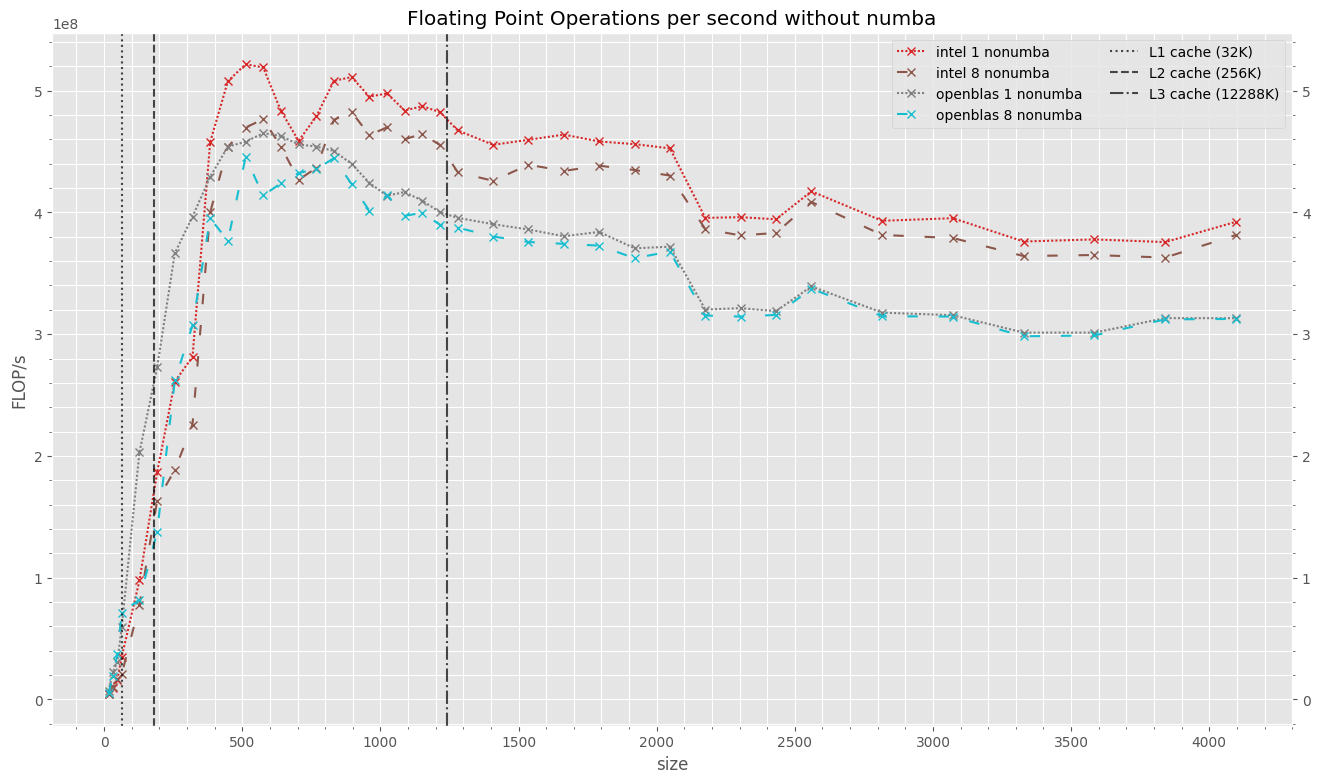 Floating Point Operations per second without numba
1e8
intel 1 nonumba
intel 8 nonumba
openblas 1 nonumba
openblas 8 nonumba
L1 cache (32K)
L2 cache (256K)
L3 cache (12288K)
5
4
3
2
1
0
5
4
3
2
1
0
FLOP/s
0 500 1000 1500 2000 2500 3000 3500 4000
size